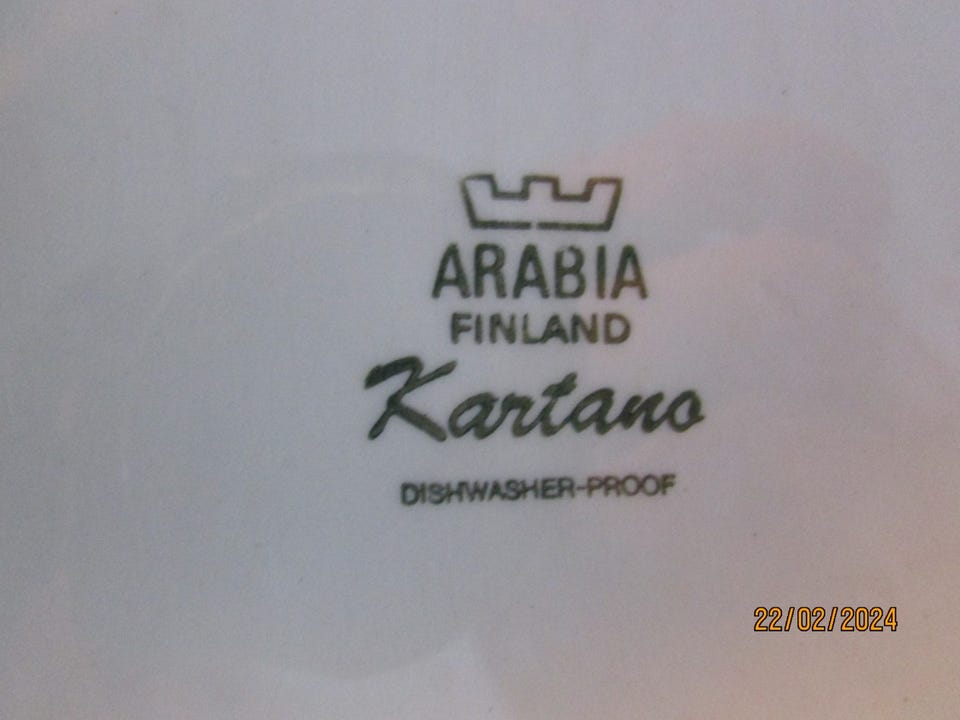 ARABIA
FINLAND
Kartano
DISHWASHER-PROOF
22/02/2024